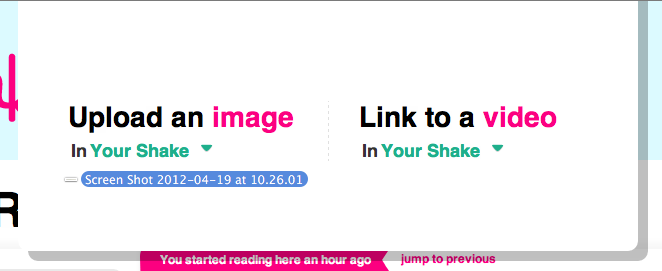 Upload an image
In Your Shake
Screen Shot 2012-04-19 at 10.26.01
Link to a video
In Your Shake
R
You started reading here an hour ago
jump to previous